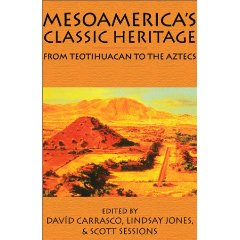 MESOAMERICA'S
CLASSIC HERITAGE
FROM TEOTIHUACAN TO THE AZTECS
EDITED BY
DAVÍD CARRASCO, LINDSAY JONES,
& SCOTT SESSIONS